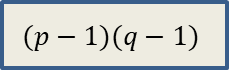 (p − 1)(q − 1)